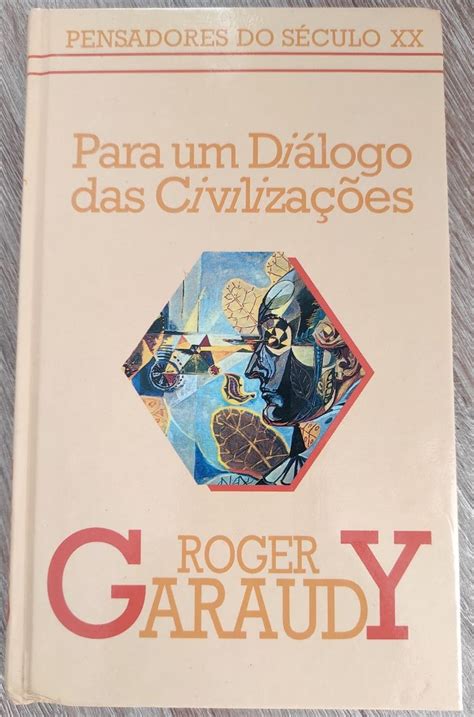 PENSADORES DO SÉCULO XX
Para um Diálogo
das Civilizações
ROGER
GARAUDY